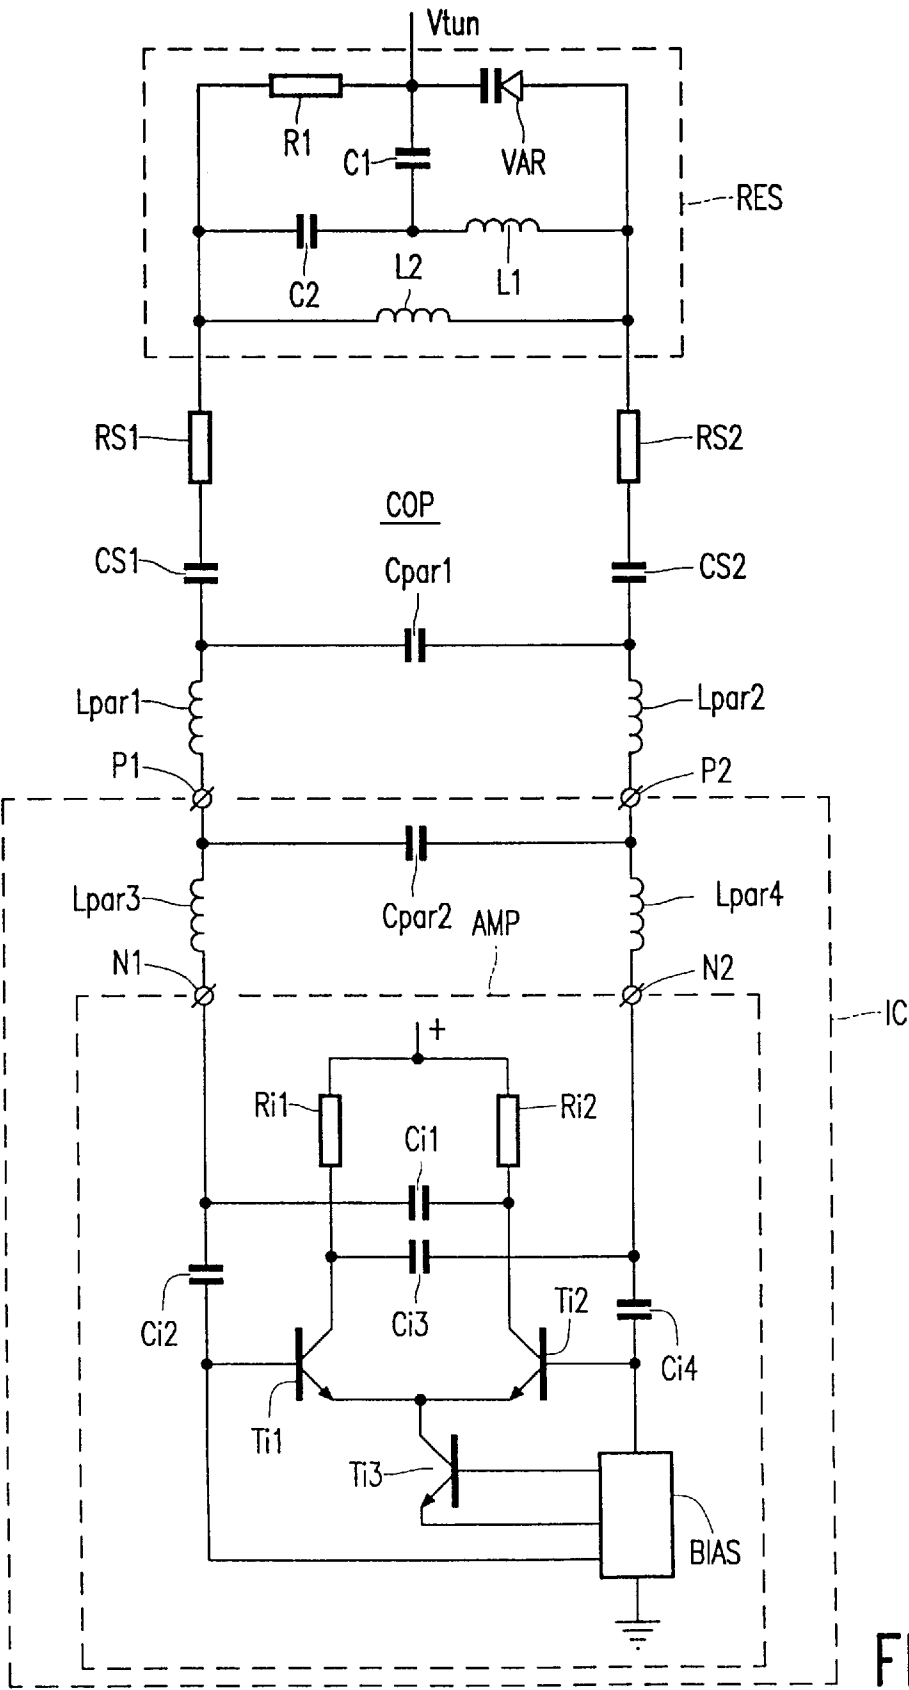 Vtun
R1
C1
VAR
RES
C2
L2
L1
RS1
RS2
COP
CS1
Cpar1
CS2
Lpar1
Lpar2
P1
P2
Lpar3
Cpar2
AMP
Lpar4
N1
N2
IC
+
Ri1
Ri2
Ci1
Ci2
Ci3
Ti2
Ci4
Ti1
Ti3
BIAS